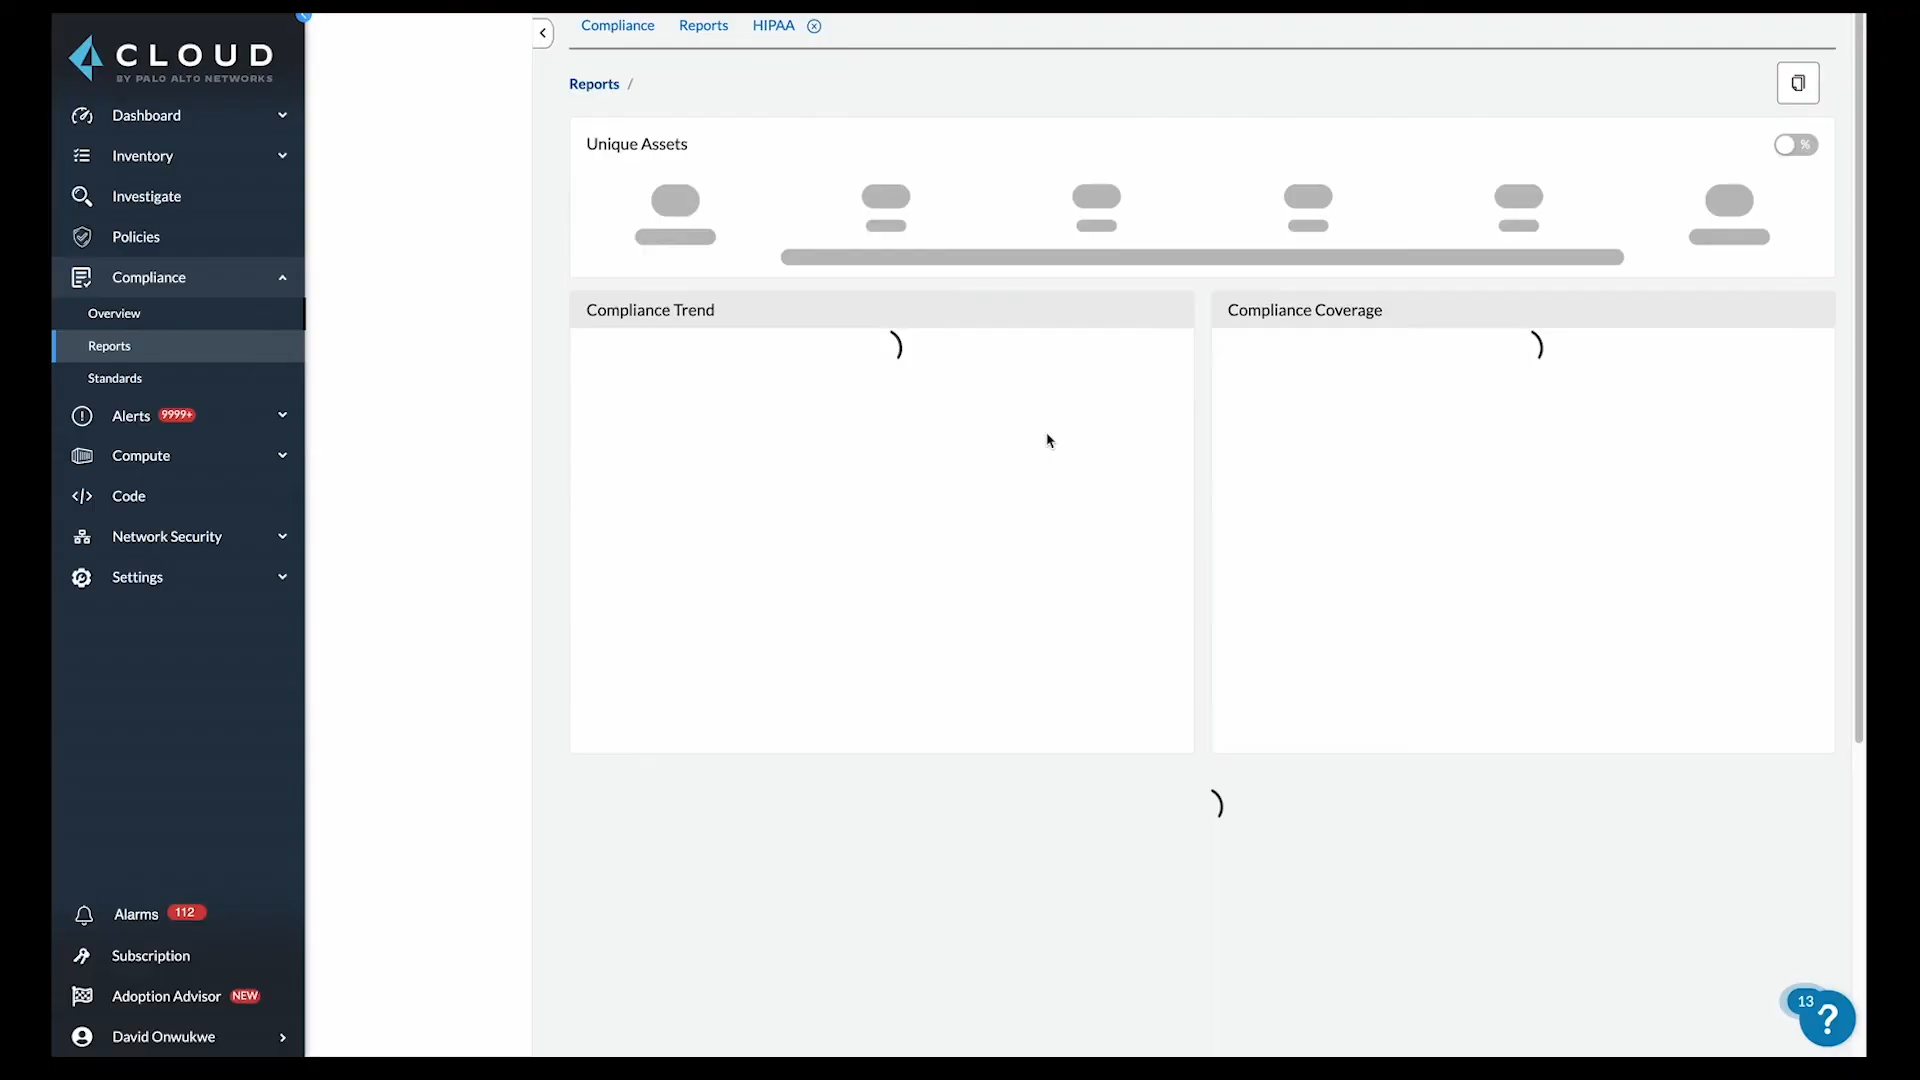 CLOUD
BY PALO ALTO NETWORKS
Dashboard
Inventory
Investigate
Policies
Compliance
Overview
Reports
Standards
Alerts 9999+
Compute
Code
Network Security
Settings
Alarms 112
Subscription
Adoption Advisor NEW
David Onwukwe
Compliance Reports HIPAA
Reports /
Unique Assets
%
Compliance Trend
Compliance Coverage
13
?